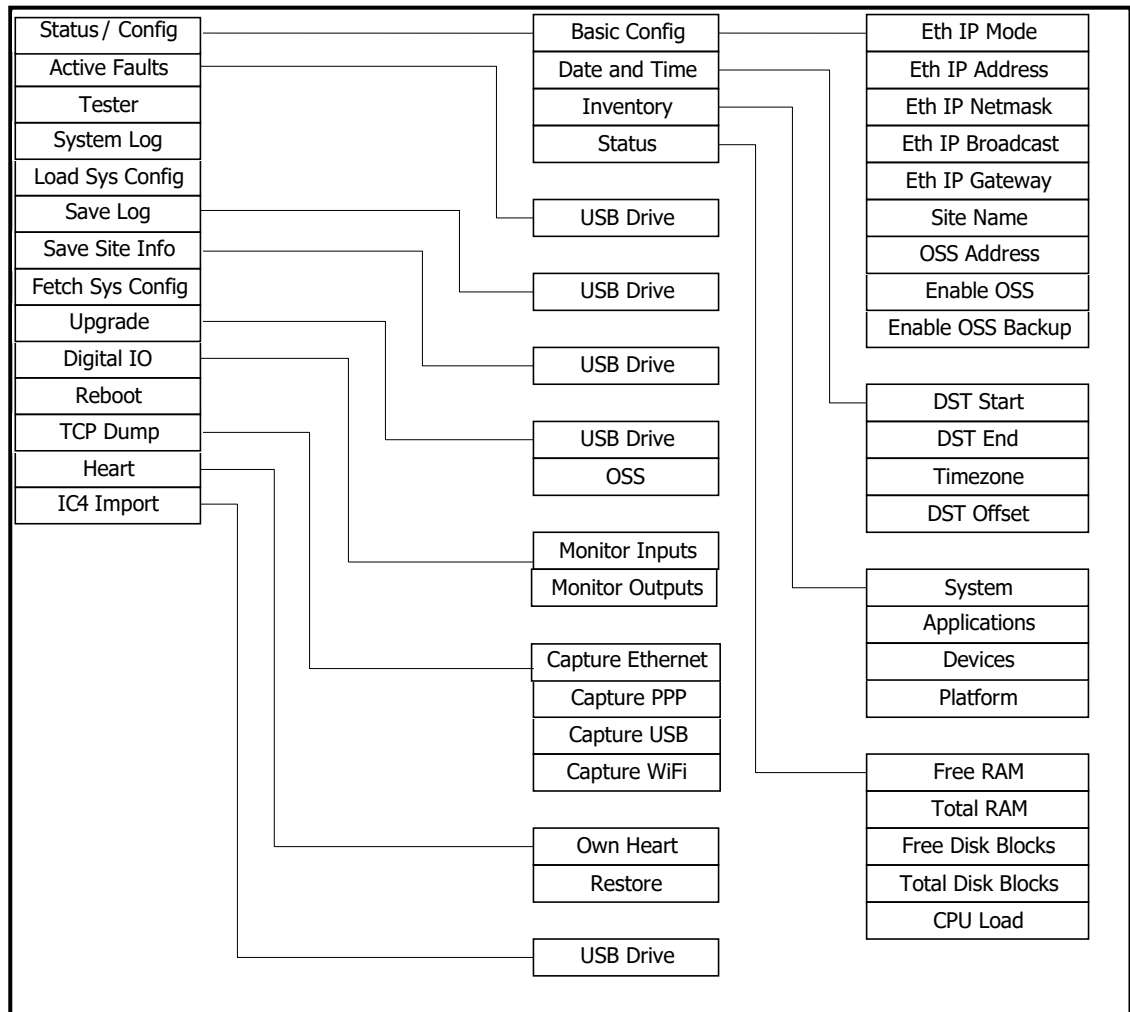 Status / Config
Active Faults
Tester
System Log
Load Sys Config
Save Log
Save Site Info
Fetch Sys Config
Upgrade
Digital IO
Reboot
TCP Dump
Heart
IC4 Import
Basic Config
Date and Time
Inventory
Status
USB Drive
USB Drive
USB Drive
USB Drive
OSS
Monitor Inputs
Monitor Outputs
Capture Ethernet
Capture PPP
Capture USB
Capture WiFi
Own Heart
Restore
USB Drive
Eth IP Mode
Eth IP Address
Eth IP Netmask
Eth IP Broadcast
Eth IP Gateway
Site Name
OSS Address
Enable OSS
Enable OSS Backup
DST Start
DST End
Timezone
DST Offset
System
Applications
Devices
Platform
Free RAM
Total RAM
Free Disk Blocks
Total Disk Blocks
CPU Load